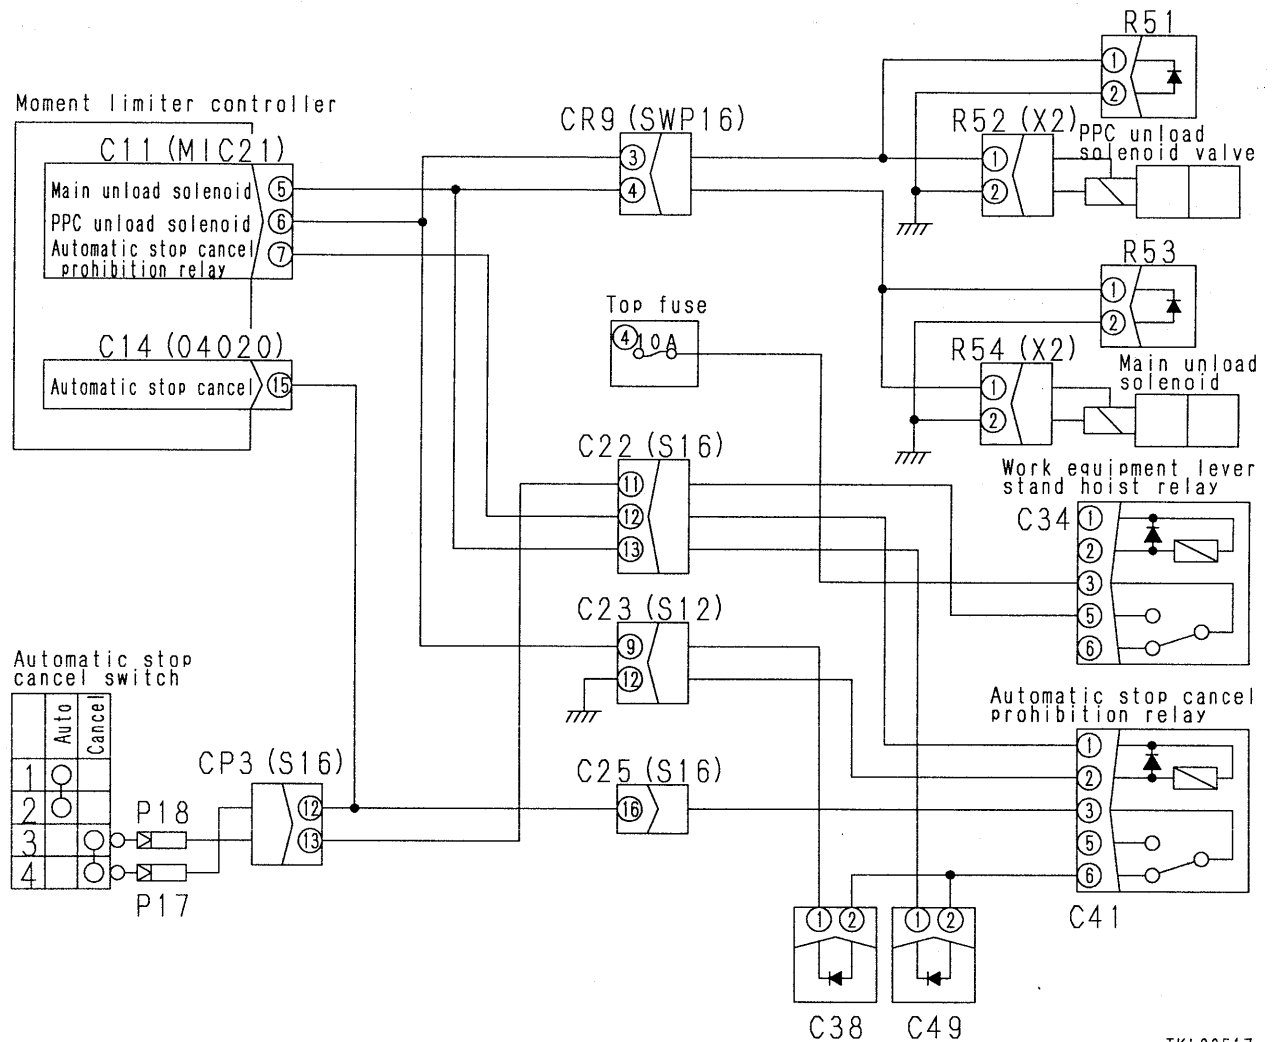 R51
1
2
Moment limiter controller
C11 (MIC21)
Main unload solenoid 5
PPC unload solenoid 6
Automatic stop cancel 7
prohibition relay
CR9 (SWP16)
3
4
R52 (X2)
1
2
PPC unload
solenoid valve
R53
1
2
Top fuse
4 10A
C14 (04020)
Automatic stop cancel 15
R54 (X2)
1
2
Main unload
solenoid
C22 (S16)
11
12
13
Work equipment lever
stand hoist relay
C34
1
2
3
5
6
C23 (S12)
9
12
Automatic stop
cancel switch
Auto
Cancel
1
2
3
4
P18
P17
CP3 (S16)
12
13
C25 (S16)
16
Automatic stop cancel
prohibition relay
1
2
3
5
6
C41
1 2
C38
1 2
C49